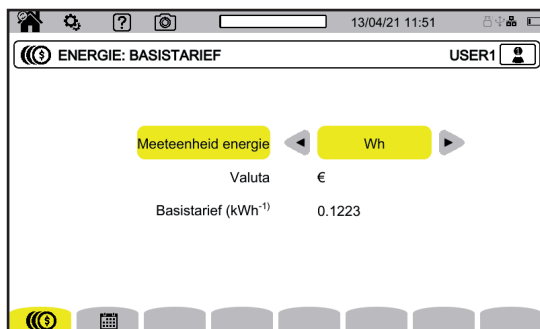 13/04/21 11:51
ENERGIE: BASISTARIEF USER1
Meeteenheid energie Wh
Valuta €
Basistarief (kWh⁻¹) 0.1223